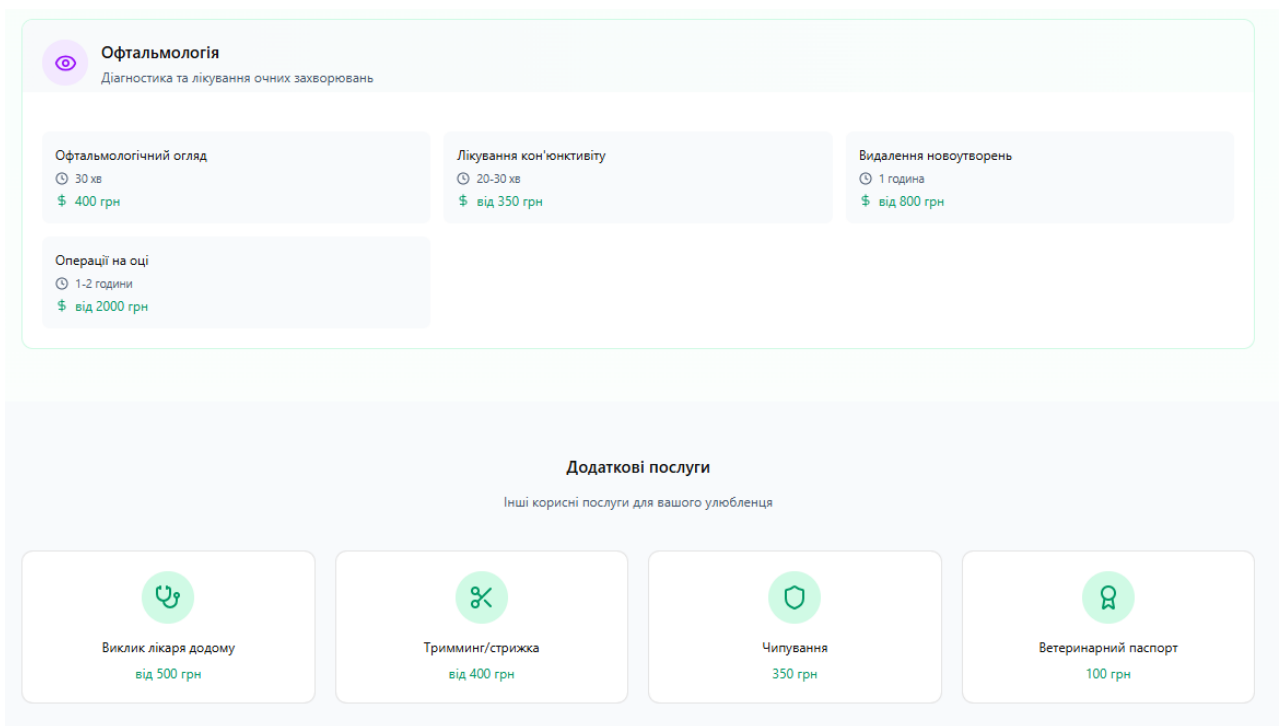 Офтальмологія
Діагностика та лікування очних захворювань
Офтальмологічний огляд
30 хв
$ 400 грн
Лікування кон'юнктивіту
20-30 хв
$ від 350 грн
Видалення новоутворень
1 година
$ від 800 грн
Операції на оці
1-2 години
$ від 2000 грн
Додаткові послуги
Інші корисні послуги для вашого улюбленця
Виклик лікаря додому
від 500 грн
Тримминг/стрижка
від 400 грн
Чипування
350 грн
Ветеринарний паспорт
100 грн